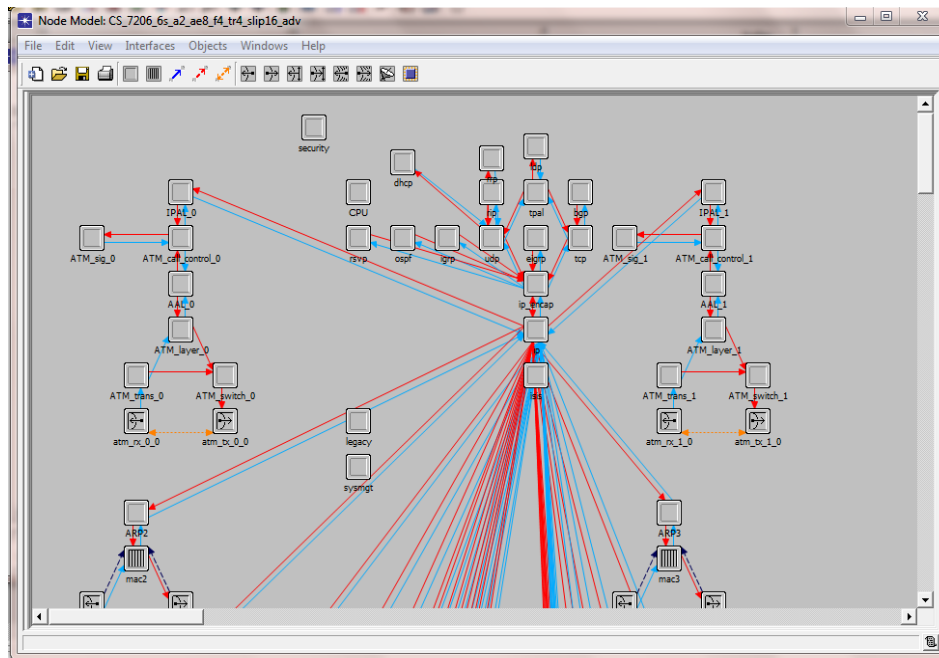 Node Model: CS_7206_6s_a2_ae8_f4_tr4_slip16_adv
File Edit View Interfaces Objects Windows Help
security
dhcp
IPAL_0
CPU
rip
tpal
bgp
IPAL_1
ATM_sig_0
ATM_call_control_0
rsvp
ospf
igrp
udp
eigrp
tcp
ATM_sig_1
ATM_call_control_1
AAL_0
ip_encap
AAL_1
ATM_layer_0
ip
ATM_layer_1
ATM_trans_0
ATM_switch_0
isis
ATM_trans_1
ATM_switch_1
atm_rx_0_0
atm_tx_0_0
legacy
atm_rx_1_0
atm_tx_1_0
sysmgt
ARP2
ARP3
mac2
mac3